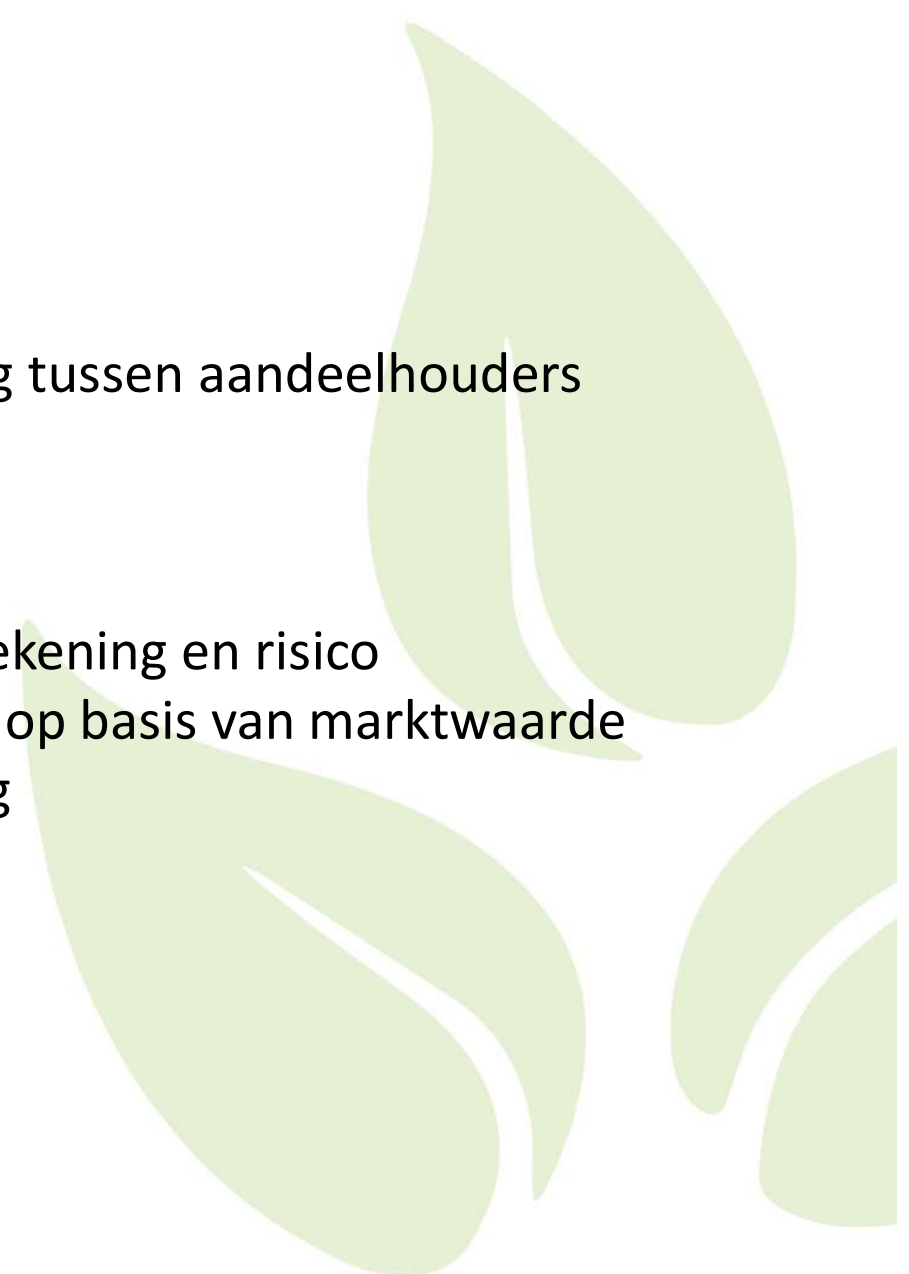 g tussen aandeelhouders
ekening en risico
op basis van marktwaarde
g